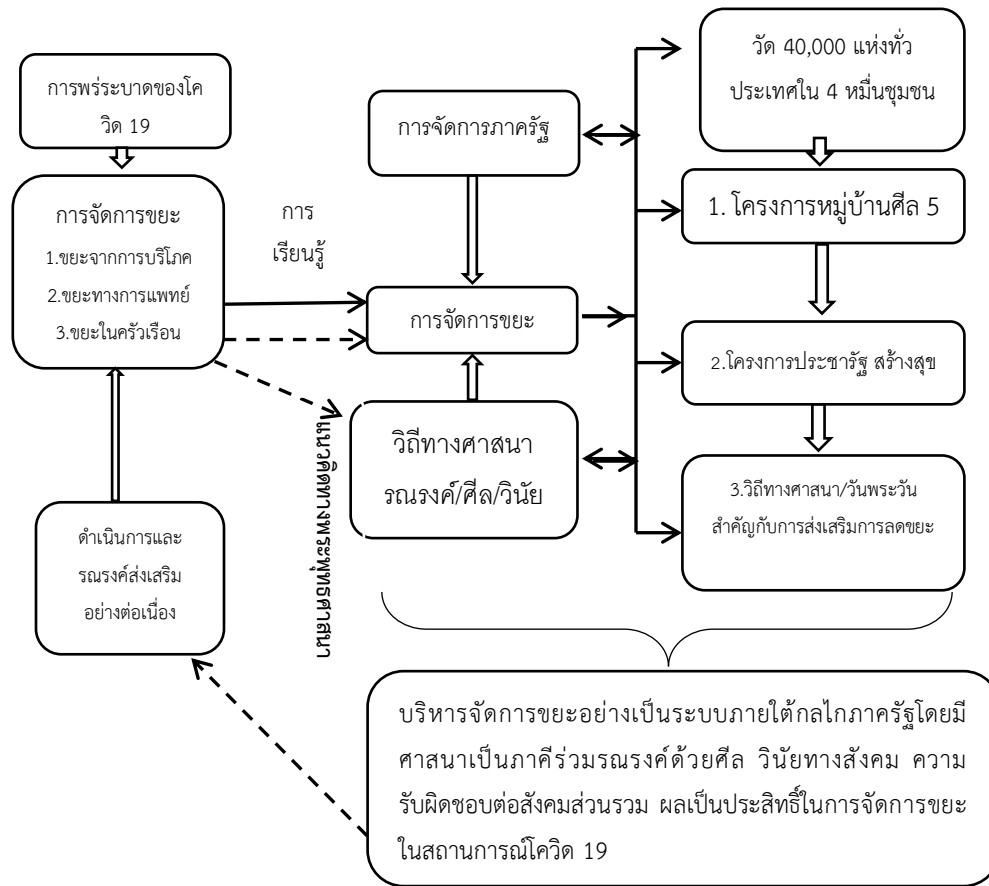 การพร่ระบาดของโค
วิด 19
การจัดการขยะ
1.ขยะจากการบริโภค
2.ขยะทางการแพทย์
3.ขยะในครัวเรือน
ดำเนินการและ
รณรงค์ส่งเสริม
อย่างต่อเนื่อง
การ
เรียนรู้
แนวคิดทางพระพุทธศาสนา
การจัดการภาครัฐ
การจัดการขยะ
วิถีทางศาสนา
รณรงค์/ศีล/วินัย
วัด 40,000 แห่งทั่ว
ประเทศใน 4 หมื่นชุมชน
1. โครงการหมู่บ้านศีล 5
2.โครงการประชารัฐ สร้างสุข
3.วิถีทางศาสนา/วันพระวัน
สำคัญกับการส่งเสริมการลดขยะ
บริหารจัดการขยะอย่างเป็นระบบภายใต้กลไกภาครัฐโดยมี
ศาสนาเป็นภาคีร่วมรณรงค์ด้วยศีล วินัยทางสังคม ความ
รับผิดชอบต่อสังคมส่วนรวม ผลเป็นประสิทธิ์ในการจัดการขยะ
ในสถานการณ์โควิด 19